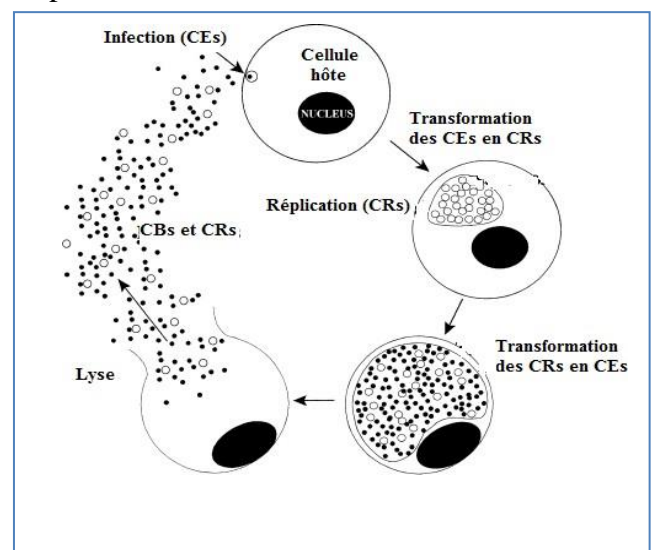 Infection (CEs)
Cellule
hôte
NUCLEUS
Transformation
des CEs en CRs
Réplication (CRs)
CBs et CRs
Transformation
des CRs en CEs
Lyse